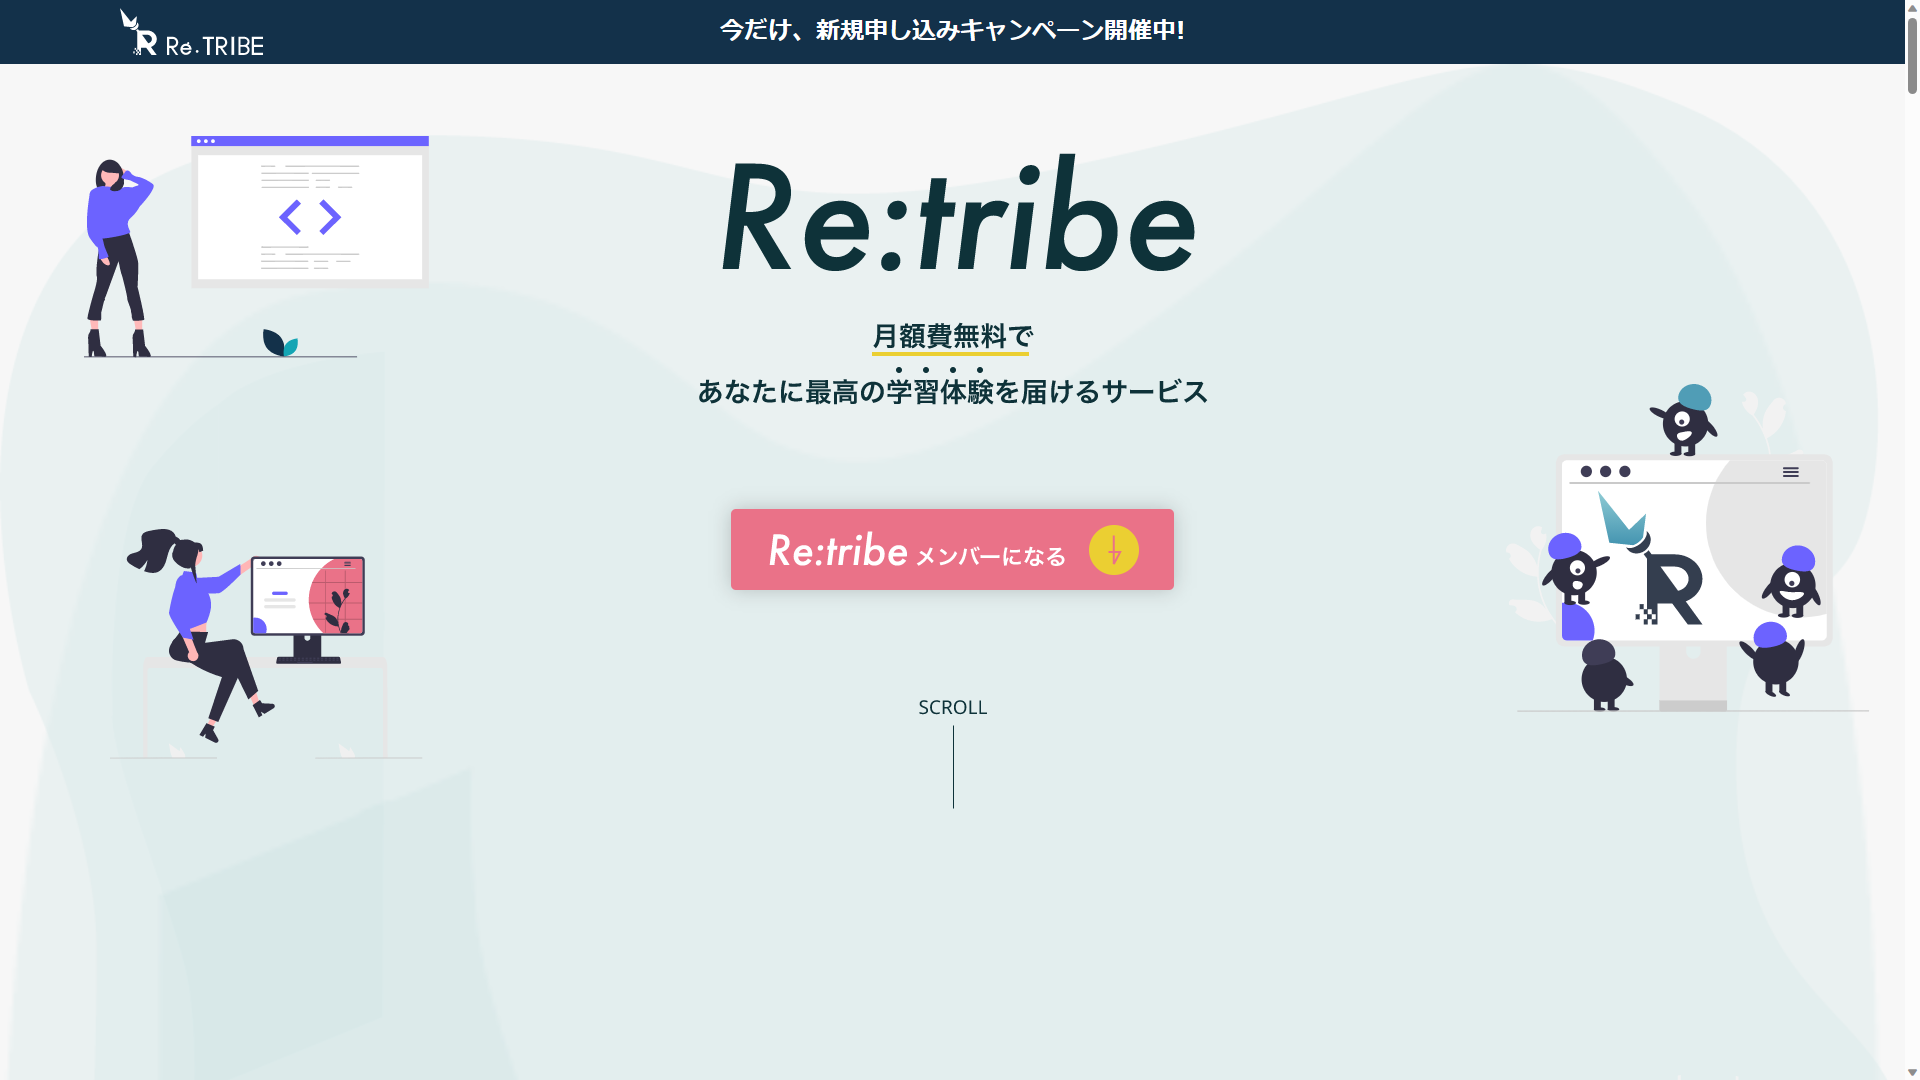 Re.TRIBE
今だけ、新規申し込みキャンペーン開催中!
Re:tribe
月額費無料で
あなたに最高の学習体験を届けるサービス
Re:tribe メンバーになる
SCROLL
R